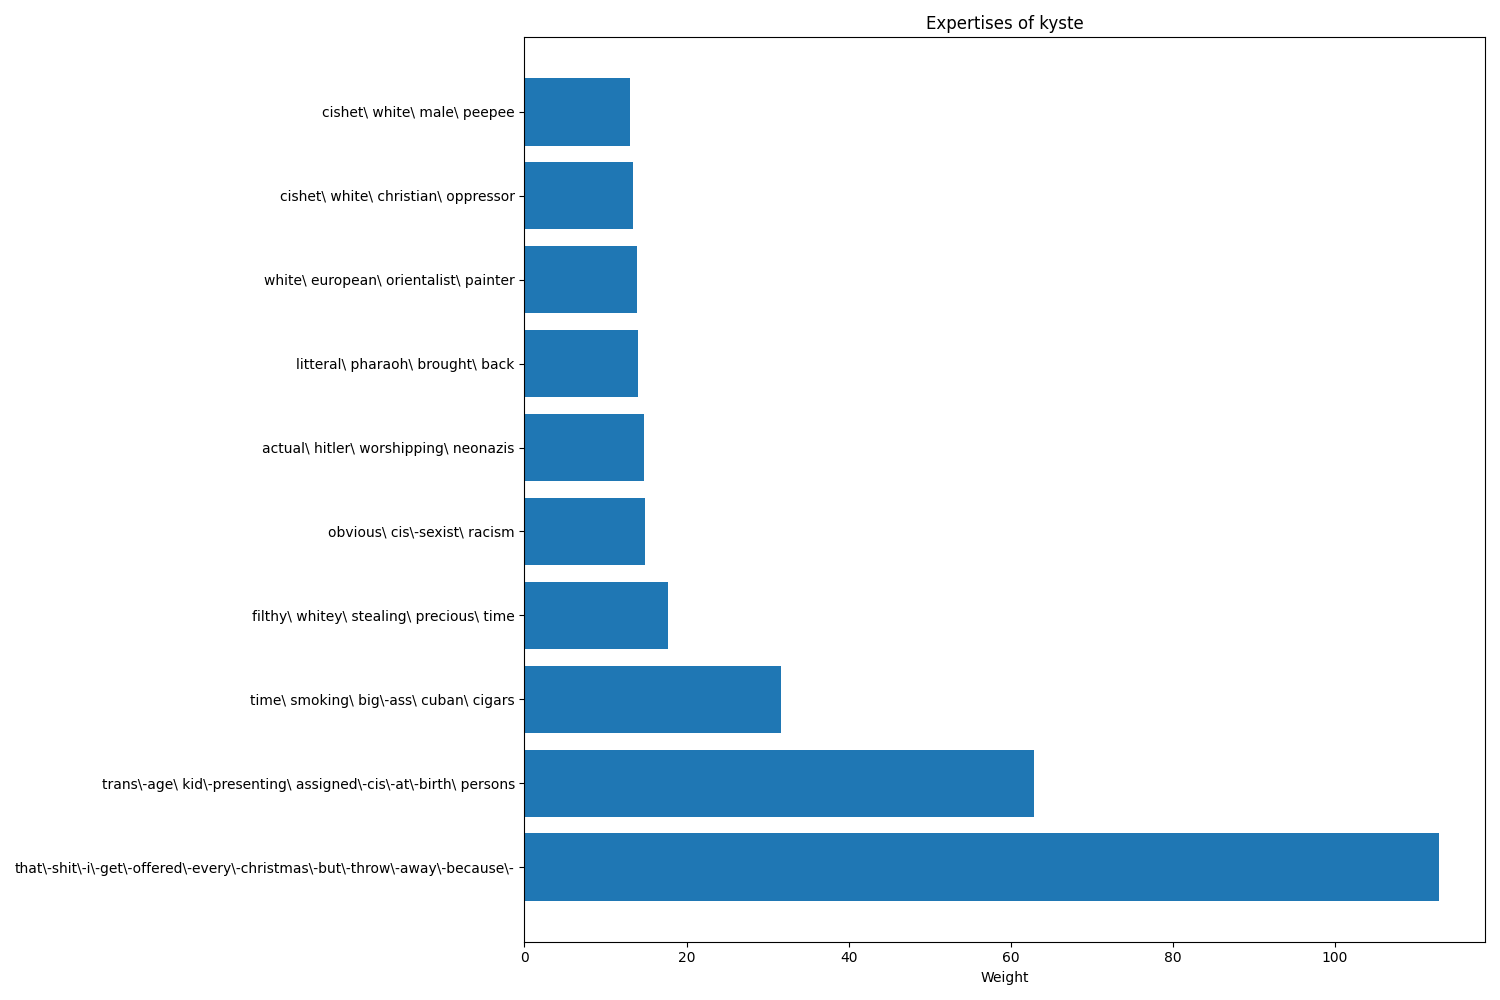 Expertises of kyste
cishet\ white\ male\ peepee
cishet\ white\ christian\ oppressor
white\ european\ orientalist\ painter
litteral\ pharaoh\ brought\ back
actual\ hitler\ worshipping\ neonazis
obvious\ cis\-sexist\ racism
filthy\ whitey\ stealing\ precious\ time
time\ smoking\ big\-ass\ cuban\ cigars
trans\-age\ kid\-presenting\ assigned\-cis\-at\-birth\ persons
that\-shit\-i\-get\-offered\-every\-christmas\-but\-throw\-away\-because\-
0 20 40 60 80 100
Weight